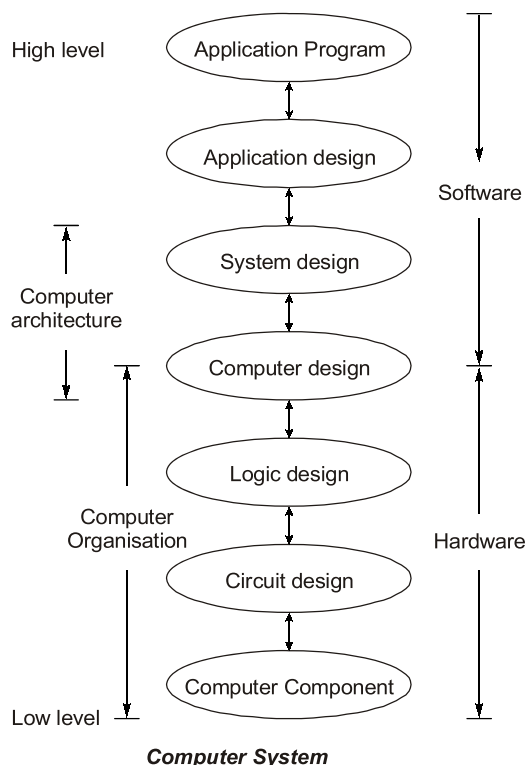 High level
Application Program
Application design
Software
System design
Computer
architecture
Computer design
Logic design
Computer
Organisation
Hardware
Circuit design
Computer Component
Low level
Computer System